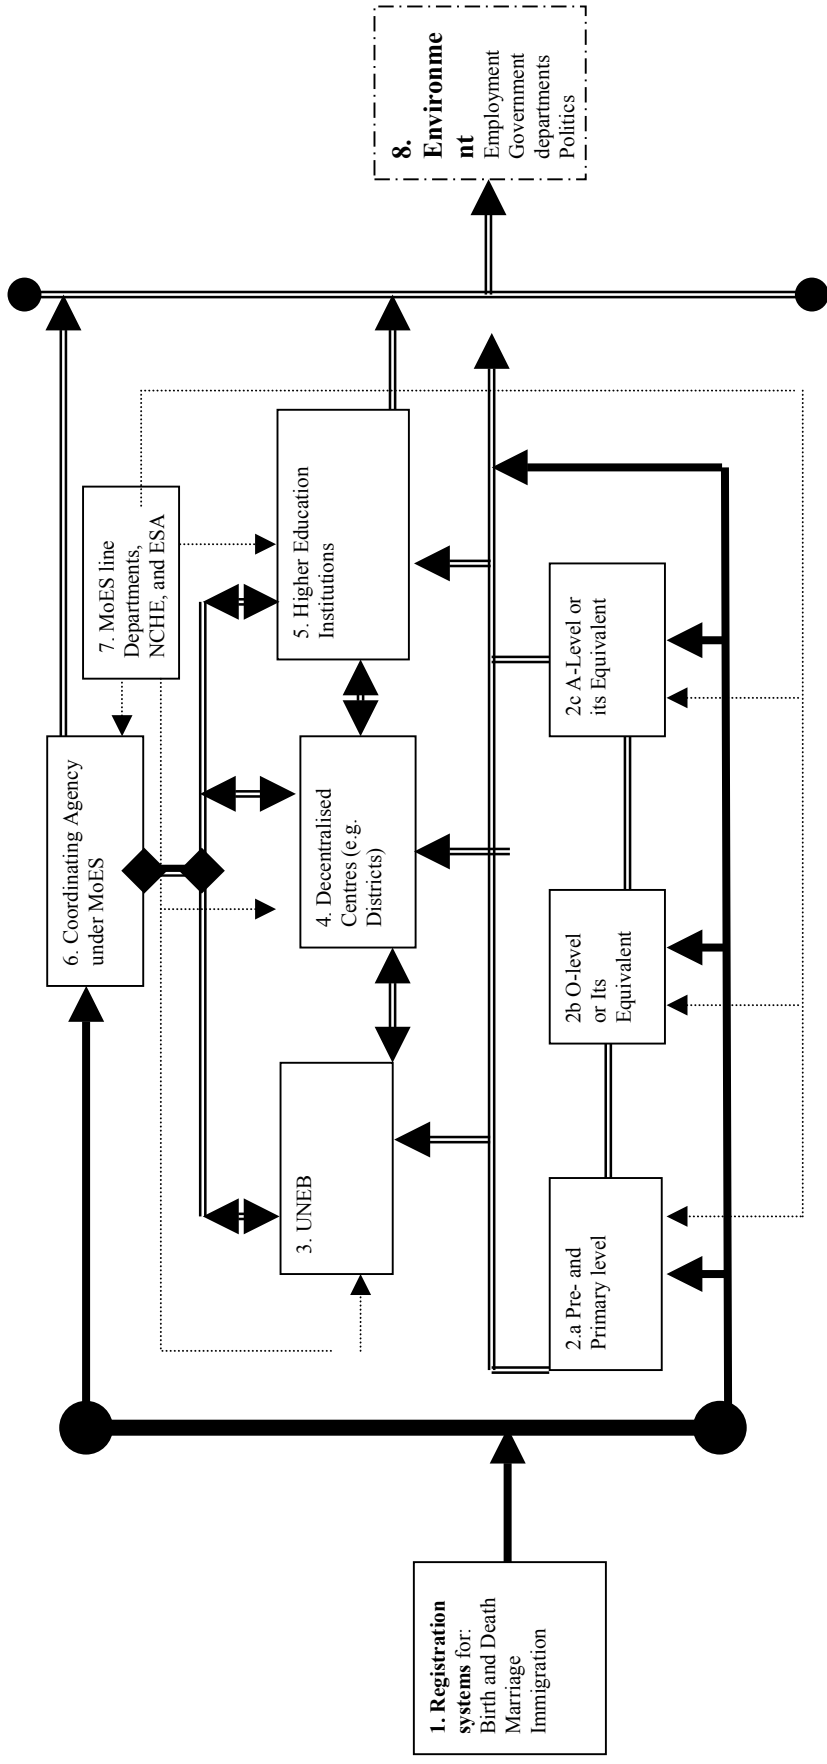 1. Registration
systems for:
Birth and Death
Marriage
Immigration
2.a Pre- and
Primary level
2b O-level
or Its
Equivalent
2c A-Level or
its Equivalent
3. UNEB
4. Decentralised
Centres (e.g.
Districts)
5. Higher Education
Institutions
6. Coordinating Agency
under MoES
7. MoES line
Departments,
NCHE, and ESA
8.
Environme
nt
Employment
Government
departments
Politics